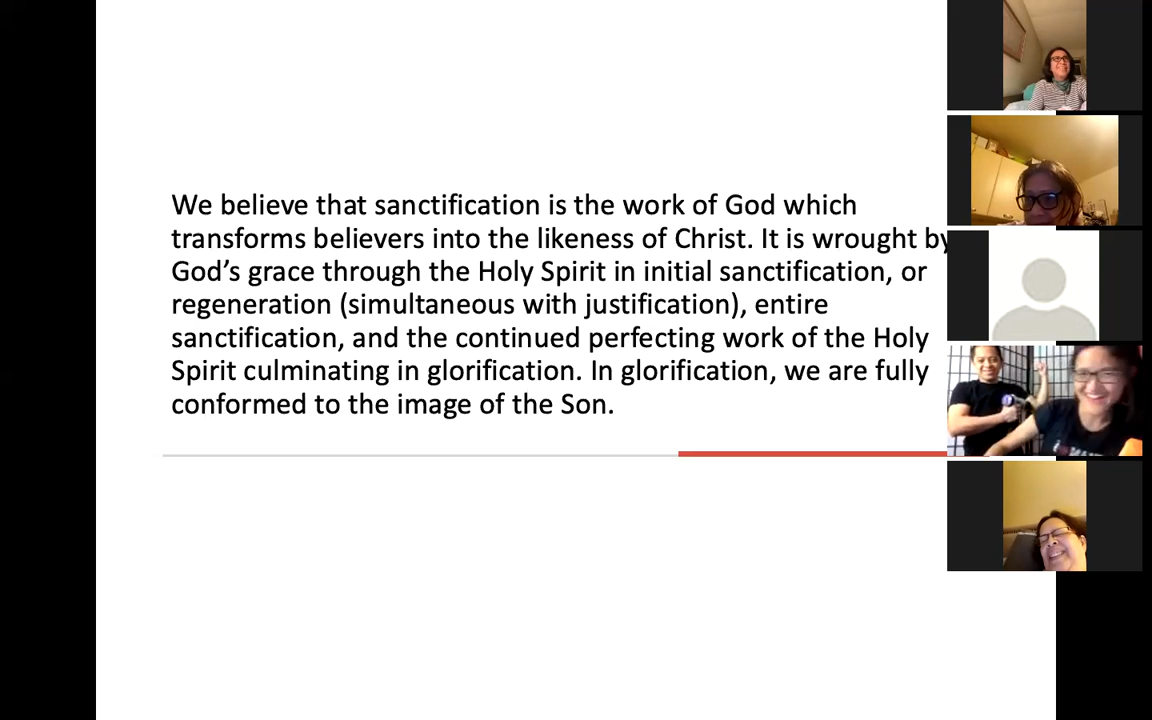 We believe that sanctification is the work of God which
transforms believers into the likeness of Christ. It is wrought by
God’s grace through the Holy Spirit in initial sanctification, or
regeneration (simultaneous with justification), entire
sanctification, and the continued perfecting work of the Holy
Spirit culminating in glorification. In glorification, we are fully
conformed to the image of the Son.